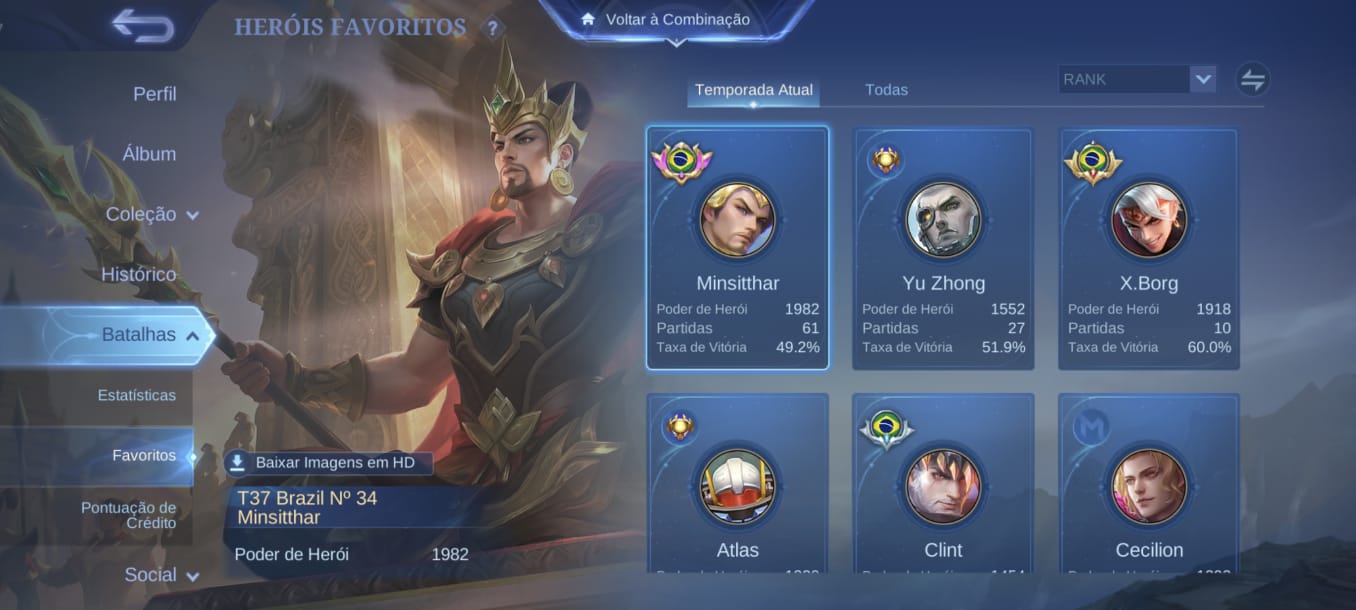 HERÓIS FAVORITOS ?
Voltar à Combinação
Perfil
Álbum
Coleção
Histórico
Batalhas
Estatísticas
Favoritos
Pontuação de
Crédito
Social
Baixar Imagens em HD
T37 Brazil Nº 34
Minsitthar
Poder de Herói 1982
Temporada Atual
Todas
RANK
Minsitthar
Poder de Herói 1982
Partidas 61
Taxa de Vitória 49.2%
Yu Zhong
Poder de Herói 1552
Partidas 27
Taxa de Vitória 51.9%
X.Borg
Poder de Herói 1918
Partidas 10
Taxa de Vitória 60.0%
Atlas
Clint
Cecilion